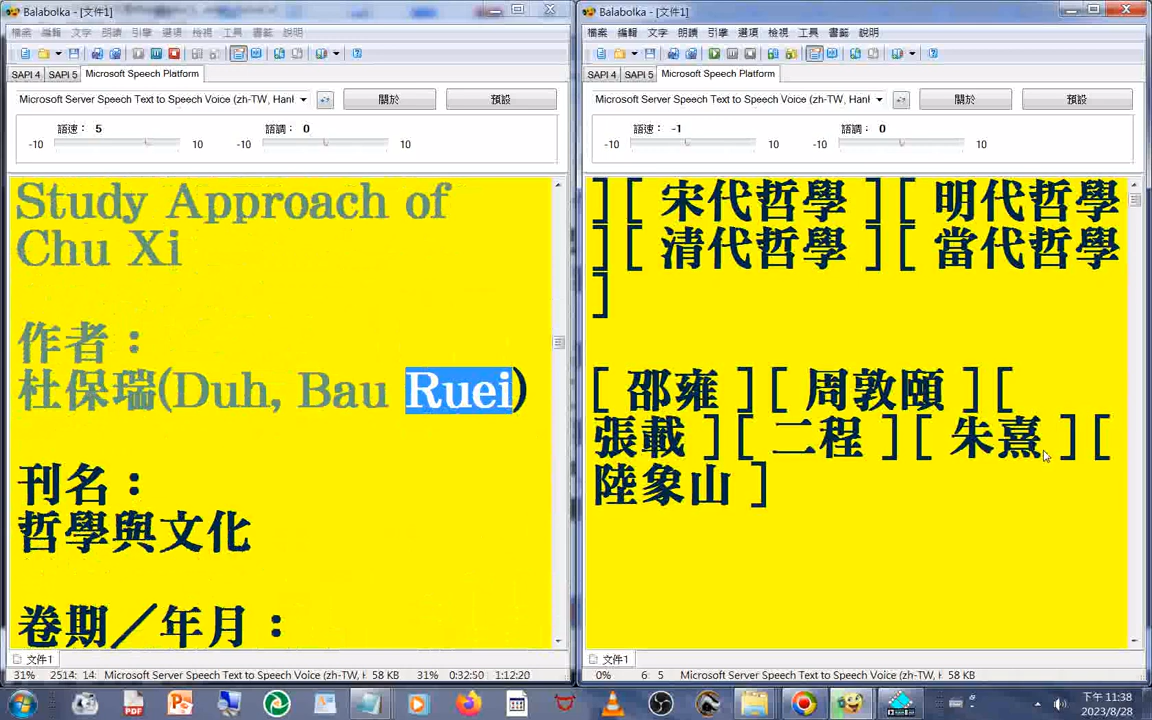 Balabolka - [文件1]
檔案 編輯 文字 朗讀 引擎 選項 檢視 工具 書籤 說明
SAPI 4 SAPI 5 Microsoft Speech Platform
Microsoft Server Speech Text to Speech Voice (zh-TW, Hanl
關於 預設
語速： 5 語調： 0
-10 10 -10 10
Study Approach of
Chu Xi
作者：
杜保瑞(Duh, Bau Ruei)
刊名：
哲學與文化
卷期／年月：
文件1
31% 2514: 14: Microsoft Server Speech Text to Speech Voice (zh-TW, H 58 KB 31% 0:32:50 1:12:20
Balabolka - [文件1]
檔案 編輯 文字 朗讀 引擎 選項 檢視 工具 書籤 說明
SAPI 4 SAPI 5 Microsoft Speech Platform
Microsoft Server Speech Text to Speech Voice (zh-TW, Hanl
關於 預設
語速： -1 語調： 0
-10 10 -10 10
][ 宋代哲學 ][ 明代哲學
][ 清代哲學 ][ 當代哲學
]
[ 邵雍 ][ 周敦頤 ][
張載 ][ 二程 ][ 朱熹 ][
陸象山 ]
文件1
0% 6: 5 Microsoft Server Speech Text to Speech Voice (zh-TW, H 58 KB
下午 11:38
2023/8/28